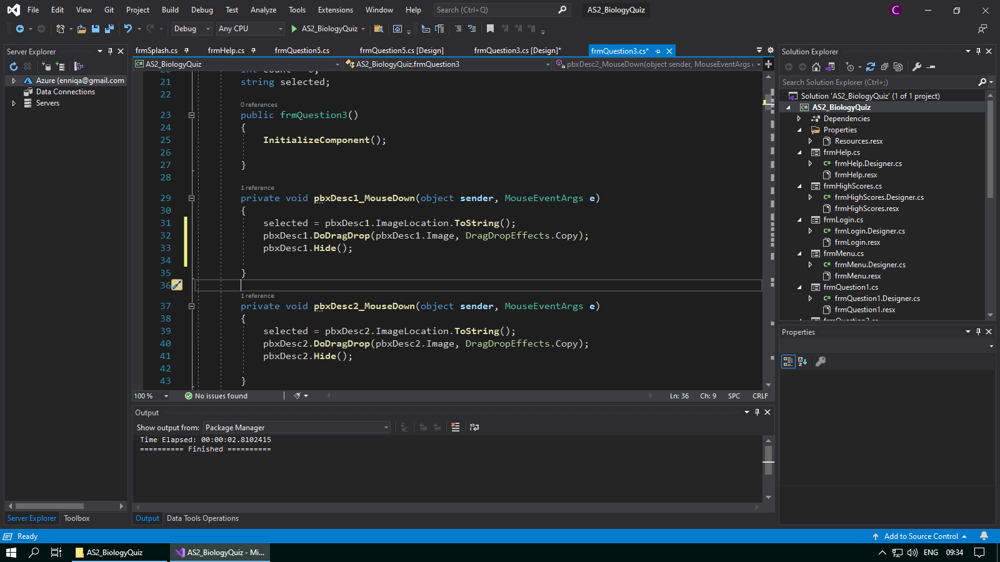 File Edit View Git Project Build Debug Test Analyze Tools Extensions Window Help Search (Ctrl+Q) AS2_BiologyQuiz C
Debug Any CPU AS2_BiologyQuiz
Server Explorer
Azure (enniqa@gmail.com
Data Connections
Servers
Server Explorer Toolbox
frmSplash.cs frmHelp.cs frmQuestion5.cs frmQuestion5.cs [Design] frmQuestion3.cs [Design]* frmQuestion3.cs*
C# AS2_BiologyQuiz AS2_BiologyQuiz.frmQuestion3 pbxDesc2_MouseDown(object sender, MouseEventArgs
21 string selected;
22
0 references
23 public frmQuestion3()
24 {
25 InitializeComponent();
26
27 }
28
1 reference
29 private void pbxDesc1_MouseDown(object sender, MouseEventArgs e)
30 {
31 selected = pbxDesc1.ImageLocation.ToString();
32 pbxDesc1.DoDragDrop(pbxDesc1.Image, DragDropEffects.Copy);
33 pbxDesc1.Hide();
34
35 }
36
1 reference
37 private void pbxDesc2_MouseDown(object sender, MouseEventArgs e)
38 {
39 selected = pbxDesc2.ImageLocation.ToString();
40 pbxDesc2.DoDragDrop(pbxDesc2.Image, DragDropEffects.Copy);
41 pbxDesc2.Hide();
42
43 }
100 % No issues found Ln: 36 Ch: 9 SPC CRLF
Output
Show output from: Package Manager
Time Elapsed: 00:00:02.8102415
========== Finished ==========
Output Data Tools Operations
Solution Explorer
Search Solution Explorer (Ctrl+;)
Solution 'AS2_BiologyQuiz' (1 of 1 project)
C# AS2_BiologyQuiz
Dependencies
Properties
Resources.resx
frmHelp.cs
C# frmHelp.Designer.cs
frmHelp.resx
frmHighScores.cs
C# frmHighScores.Designer.cs
frmHighScores.resx
frmLogin.cs
C# frmLogin.Designer.cs
frmLogin.resx
frmMenu.cs
C# frmMenu.Designer.cs
frmMenu.resx
frmQuestion1.cs
C# frmQuestion1.Designer.cs
frmQuestion1.resx
Properties
Ready Add to Source Control
AS2_BiologyQuiz AS2_BiologyQuiz - Mi... ENG 09:34